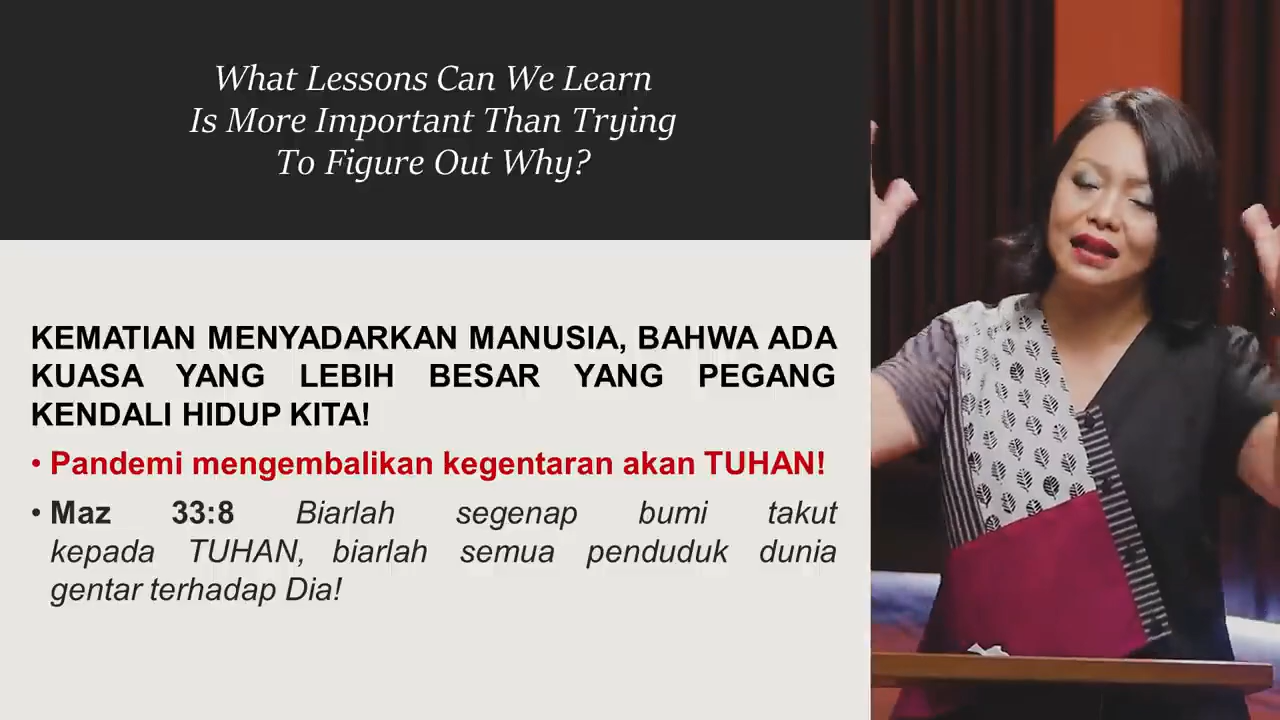 What Lessons Can We Learn
Is More Important Than Trying
To Figure Out Why?
KEMATIAN MENYADARKAN MANUSIA, BAHWA ADA
KUASA YANG LEBIH BESAR YANG PEGANG
KENDALI HIDUP KITA!
• Pandemi mengembalikan kegentaran akan TUHAN!
• Maz 33:8 Biarlah segenap bumi takut
kepada TUHAN, biarlah semua penduduk dunia
gentar terhadap Dia!